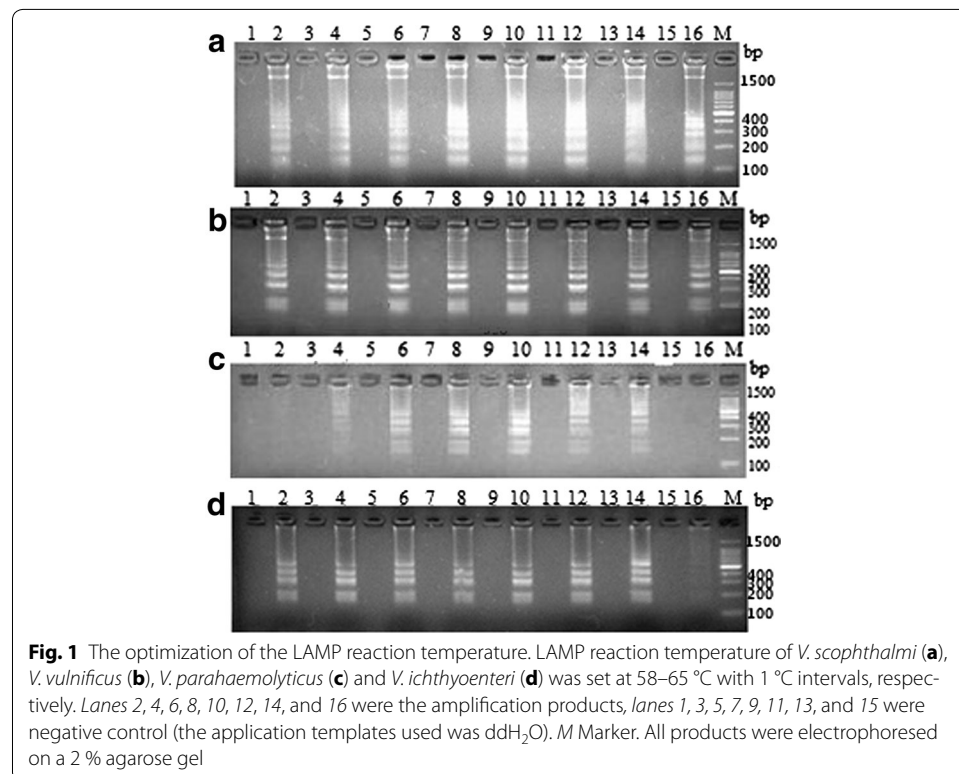 1 2 3 4 5 6 7 8 9 10 11 12 13 14 15 16 M
a
bp
1500
400
300
200
100
1 2 3 4 5 6 7 8 9 10 11 12 13 14 15 16 M
b
bp
1500
500
400
300
200
100
1 2 3 4 5 6 7 8 9 10 11 12 13 14 15 16 M
c
bp
1500
400
300
200
100
1 2 3 4 5 6 7 8 9 10 11 12 13 14 15 16 M
d
bp
1500
400
300
200
100
Fig. 1 The optimization of the LAMP reaction temperature. LAMP reaction temperature of V. scophthalmi (a),
V. vulnificus (b), V. parahaemolyticus (c) and V. ichthyoenteri (d) was set at 58–65 °C with 1 °C intervals, respec-
tively. Lanes 2, 4, 6, 8, 10, 12, 14, and 16 were the amplification products, lanes 1, 3, 5, 7, 9, 11, 13, and 15 were
negative control (the application templates used was ddH₂O). M Marker. All products were electrophoresed
on a 2 % agarose gel